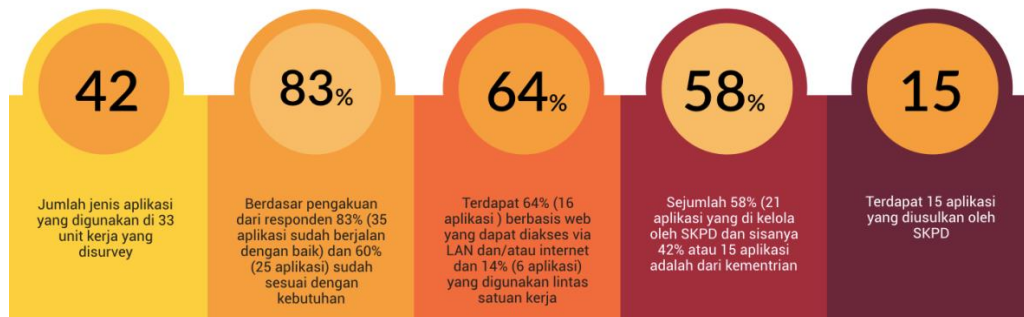 42
Jumlah jenis aplikasi
yang digunakan di 33
unit kerja yang
disurvey
83%
Berdasar pengakuan
dari responden 83% (35
aplikasi sudah berjalan
dengan baik) dan 60%
(25 aplikasi) sudah
sesuai dengan
kebutuhan
64%
Terdapat 64% (16
aplikasi ) berbasis web
yang dapat diakses via
LAN dan/atau internet
dan 14% (6 aplikasi)
yang digunakan lintas
satuan kerja
58%
Sejumlah 58% (21
aplikasi yang di kelola
oleh SKPD dan sisanya
42% atau 15 aplikasi
adalah dari kementrian
15
Terdapat 15 aplikasi
yang diusulkan oleh
SKPD